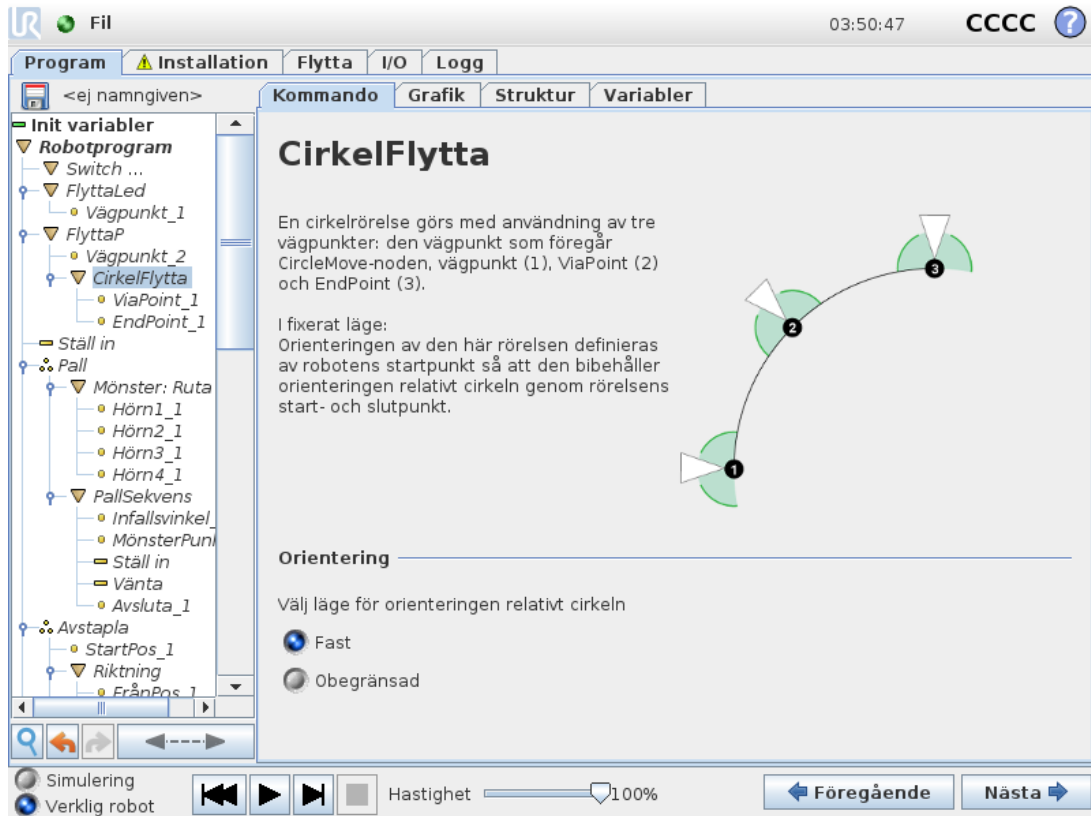 UR Fil 03:50:47 CCCC ?
Program Installation Flytta I/O Logg
<ej namngiven>
Kommando Grafik Struktur Variabler
Init variabler
Robotprogram
Switch ...
FlyttaLed
Vägpunkt_1
FlyttaP
Vägpunkt_2
CirkelFlytta
ViaPoint_1
EndPoint_1
Ställ in
Pall
Mönster: Ruta
Hörn1_1
Hörn2_1
Hörn3_1
Hörn4_1
PallSekvens
Infallsvinkel_
MönsterPunl
Ställ in
Vänta
Avsluta_1
Avstapla
StartPos_1
Riktning
FrånPos_1
CirkelFlytta
En cirkelrörelse görs med användning av tre
vägpunkter: den vägpunkt som föregår
CircleMove-noden, vägpunkt (1), ViaPoint (2)
och EndPoint (3).
I fixerat läge:
Orienteringen av den här rörelsen definieras
av robotens startpunkt så att den bibehåller
orienteringen relativt cirkeln genom rörelsens
start- och slutpunkt.
3
2
1
Orientering
Välj läge för orienteringen relativt cirkeln
Fast
Obegränsad
Simulering
Verklig robot
Hastighet 100%
Föregående Nästa